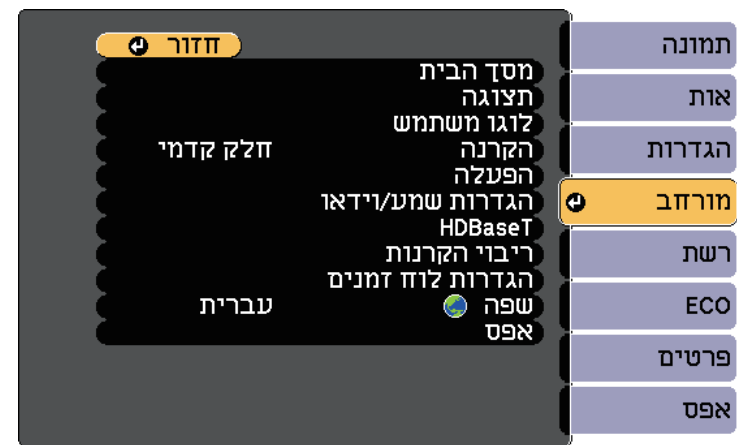 תמונה
אות
הגדרות
מורחב
רשת
ECO
פרטים
אפס
חזור
מסך הבית
תצוגה
לוגו משתמש
הקרנה חלק קדמי
הפעלה
הגדרות שמע/וידאו
HDBaseT
ריבוי הקרנות
הגדרות לוח זמנים
שפה עברית
אפס